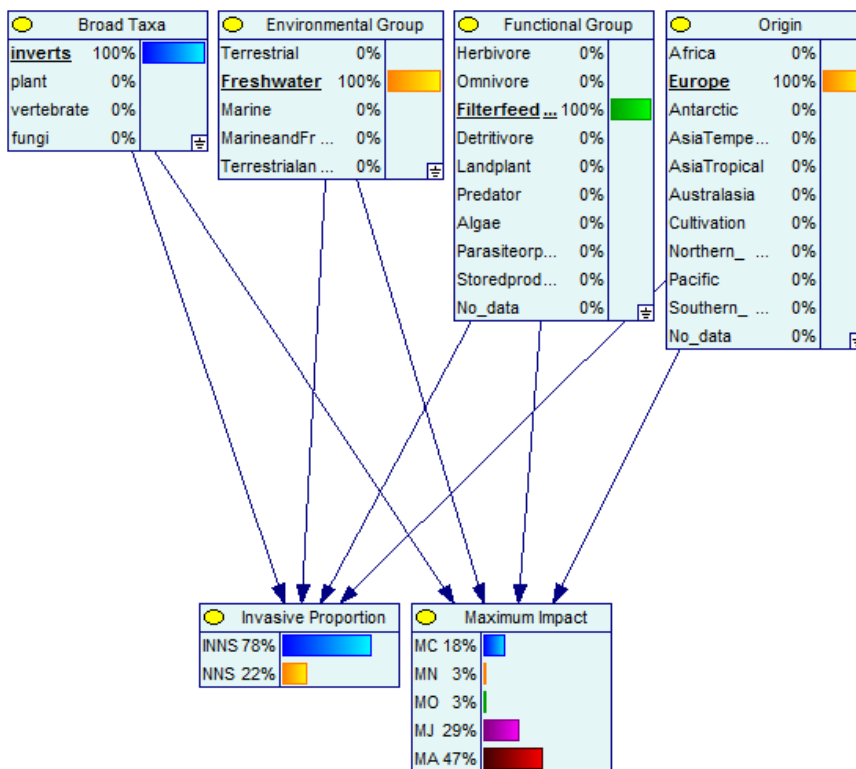 Broad Taxa
inverts 100%
plant 0%
vertebrate 0%
fungi 0%
Environmental Group
Terrestrial 0%
Freshwater 100%
Marine 0%
MarineandFr ... 0%
Terrestrialan ... 0%
Functional Group
Herbivore 0%
Omnivore 0%
Filterfeed ... 100%
Detritivore 0%
Landplant 0%
Predator 0%
Algae 0%
Parasiteorp... 0%
Storedprod ... 0%
No_data 0%
Origin
Africa 0%
Europe 100%
Antarctic 0%
AsiaTempe... 0%
AsiaTropical 0%
Australasia 0%
Cultivation 0%
Northern_ ... 0%
Pacific 0%
Southern_ ... 0%
No_data 0%
Invasive Proportion
INNS 78%
NNS 22%
Maximum Impact
MC 18%
MN 3%
MO 3%
MJ 29%
MA 47%